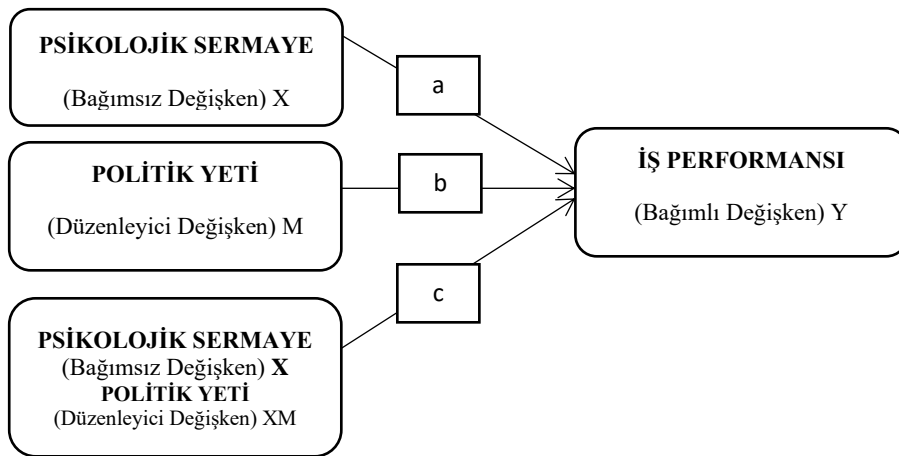 PSİKOLOJİK SERMAYE
(Bağımsız Değişken) X
a
POLİTİK YETİ
(Düzenleyici Değişken) M
b
İŞ PERFORMANSI
(Bağımlı Değişken) Y
c
PSİKOLOJİK SERMAYE
(Bağımsız Değişken) X
POLİTİK YETİ
(Düzenleyici Değişken) XM